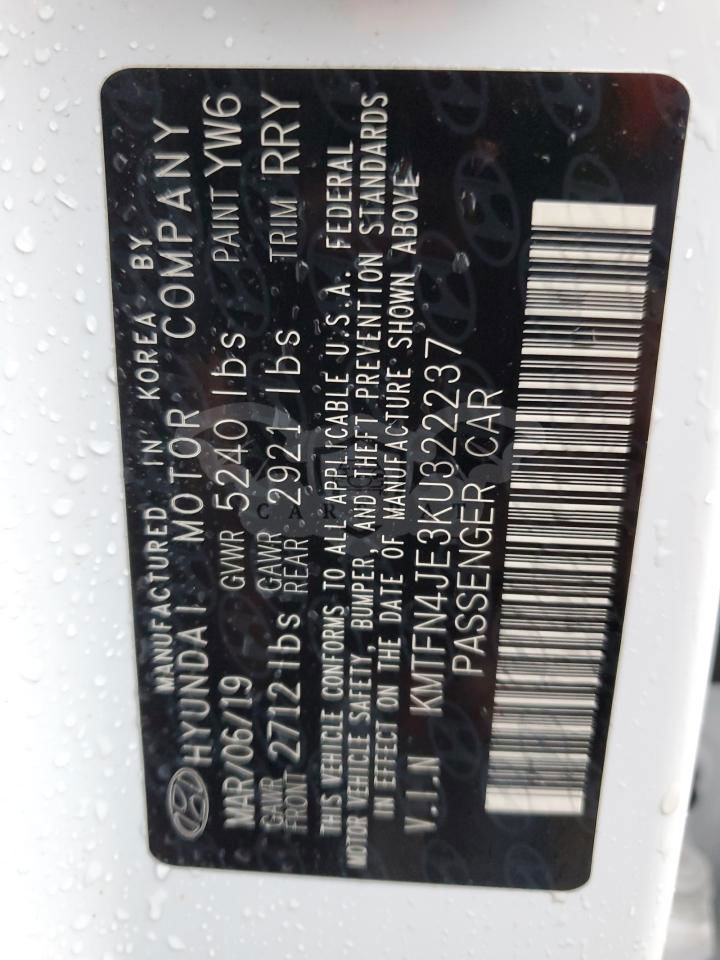 MANUFACTURED IN KOREA BY
HYUNDAI MOTOR COMPANY
MAR/06/19 GVWR 5240 lbs PAINT YW6
GAWR FRONT 2712 lbs GAWR REAR 2921 lbs TRIM RRY
THIS VEHICLE CONFORMS TO ALL APPLICABLE U.S.A. FEDERAL
MOTOR VEHICLE SAFETY, BUMPER, AND THEFT PREVENTION STANDARDS
IN EFFECT ON THE DATE OF MANUFACTURE SHOWN ABOVE
V.I.N KMTFN4JE3KU322237
PASSENGER CAR